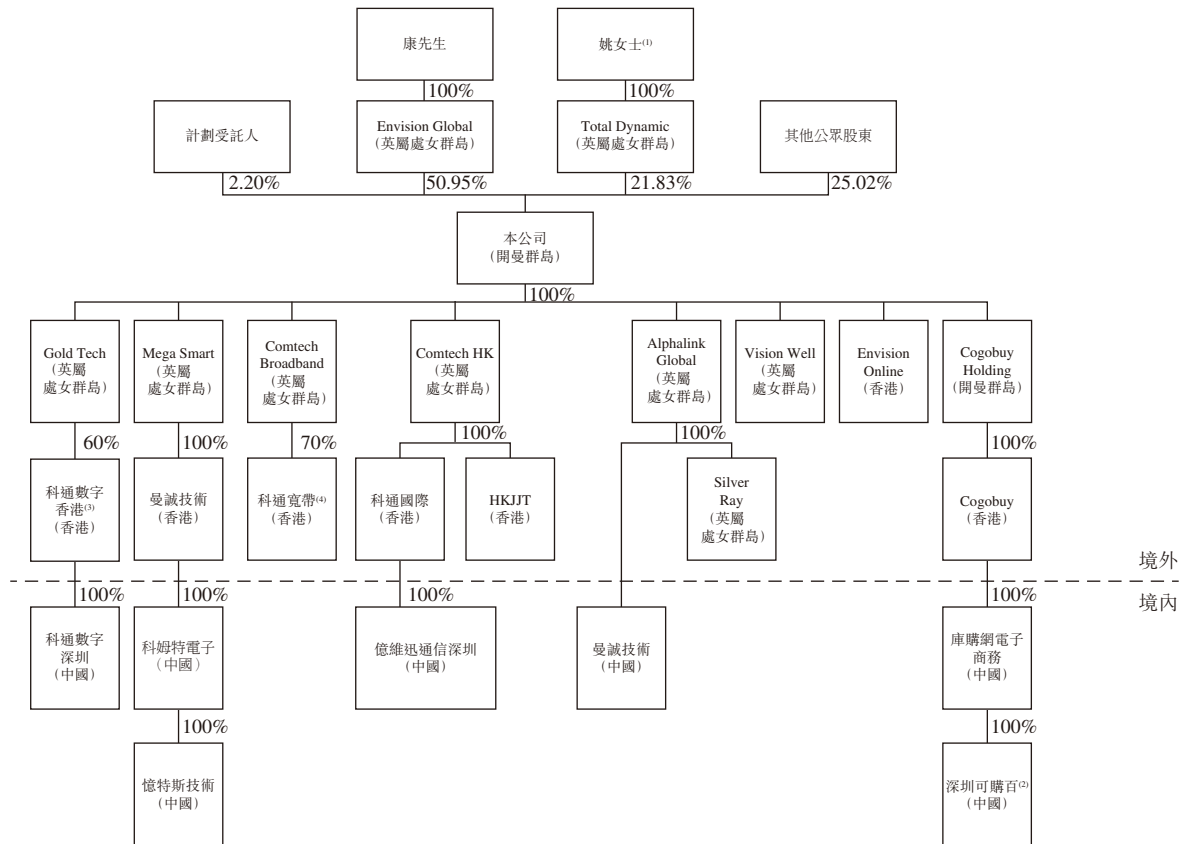 康先生
姚女士(1)
100%
100%
計劃受託人
Envision Global
(英屬處女群島)
Total Dynamic
(英屬處女群島)
其他公眾股東
2.20%
50.95%
21.83%
25.02%
本公司
(開曼群島)
100%
Gold Tech
(英屬
處女群島)
Mega Smart
(英屬
處女群島)
Comtech
Broadband
(英屬
處女群島)
Comtech HK
(英屬
處女群島)
Alphalink
Global
(英屬
處女群島)
Vision Well
(英屬
處女群島)
Envision
Online
(香港)
Cogobuy
Holding
(開曼群島)
60%
100%
70%
100%
100%
100%
科通數字
香港(3)
(香港)
曼誠技術
(香港)
科通寬帶(4)
(香港)
科通國際
(香港)
HKJJT
(香港)
Silver
Ray
(英屬
處女群島)
Cogobuy
(香港)
境外
境內
100%
100%
100%
100%
科通數字
深圳
(中國)
科姆特電子
(中國)
億維迅通信深圳
(中國)
曼誠技術
(中國)
庫購網電子
商務
(中國)
100%
100%
憶特斯技術
(中國)
深圳可購百(2)
(中國)